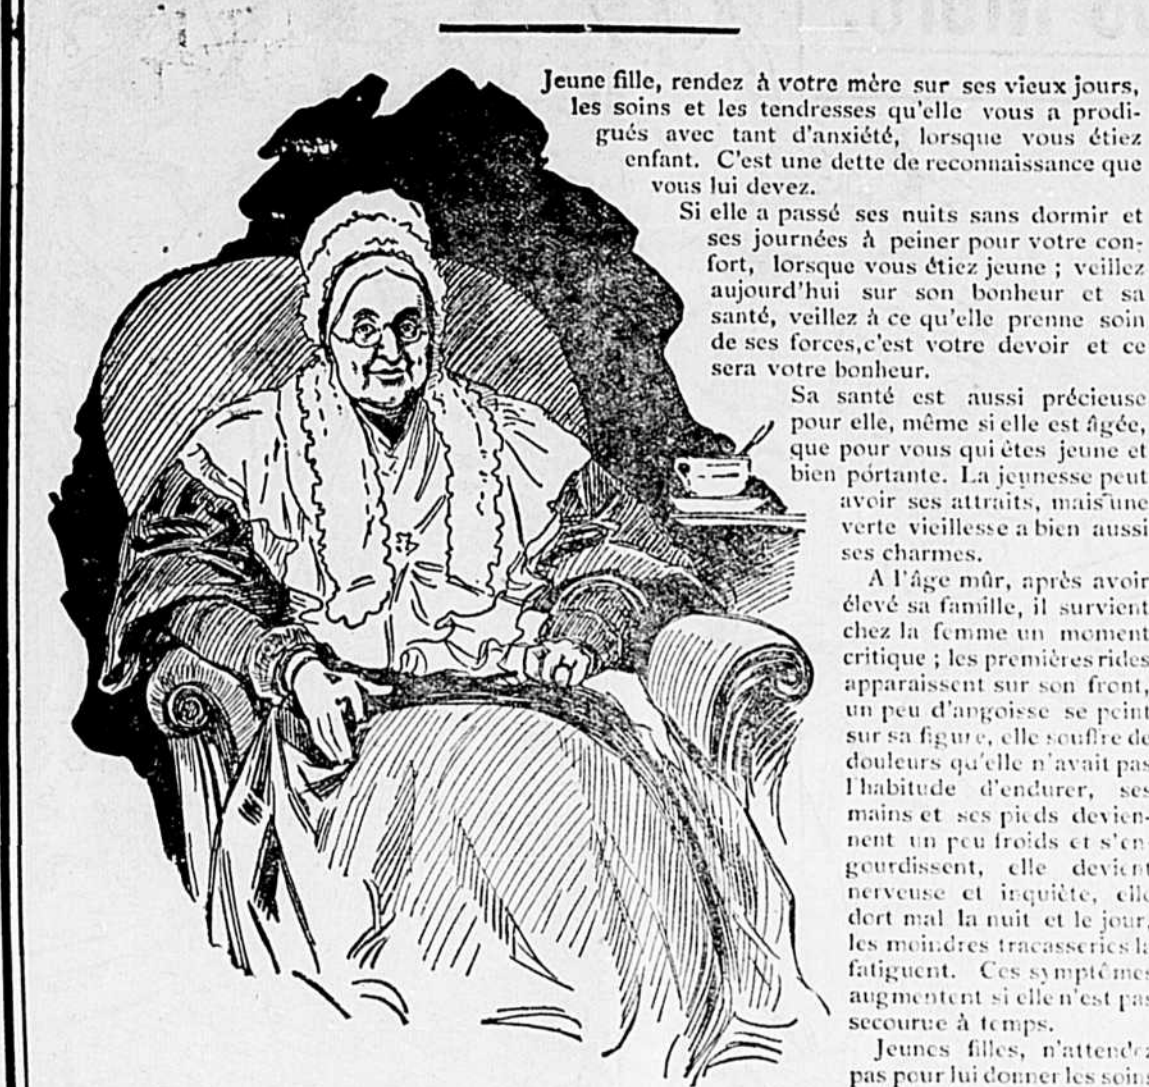 Jeune fille, rendez à votre mère sur ses vieux jours,
les soins et les tendresses qu'elle vous a prodi-
gués avec tant d'anxiété, lorsque vous étiez
enfant. C'est une dette de reconnaissance que
vous lui devez.
Si elle a passé ses nuits sans dormir et
ses journées à peiner pour votre con-
fort, lorsque vous étiez jeune ; veillez
aujourd'hui sur son bonheur et sa
santé, veillez à ce qu'elle prenne soin
de ses forces,c'est votre devoir et ce
sera votre bonheur.
Sa santé est aussi précieuse
pour elle, même si elle est âgée,
que pour vous qui êtes jeune et
bien pórtante. La jeunesse peut
avoir ses attraits, mais une
verte vieillesse a bien aussi
ses charmes.
A l'âge mûr, après avoir
élevé sa famille, il survient
chez la femme un moment
critique ; les premières rides
apparaissent sur son front,
un peu d'angoisse se peint
sur sa figure, elle souffre de
douleurs qu'elle n'avait pas
l'habitude d'endurer, ses
mains et ses pieds devien-
nent un peu froids et s'en-
gourdissent, elle devient
nerveuse et inquiète, elle
dort mal la nuit et le jour,
les moindres tracasseries la
fatiguent. Ces symptômes
augmentent si elle n'est pas
secourue à temps.
Jeunes filles, n'attendez
pas pour lui donner les soins